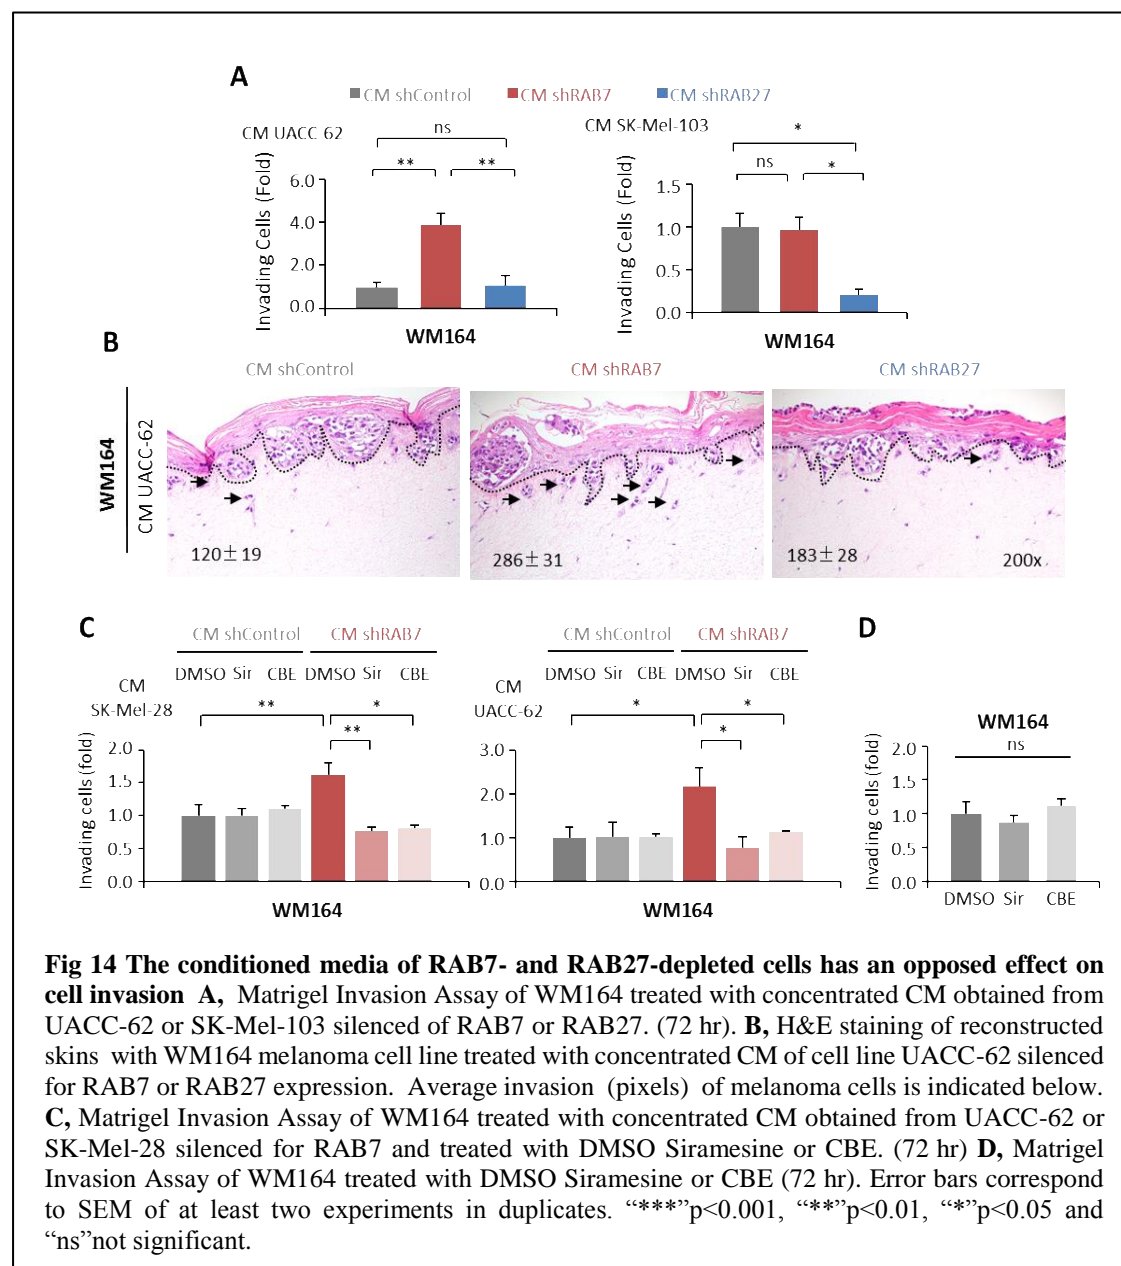 A
CM shControl CM shRAB7 CM shRAB27
CM UACC 62
ns
** **
Invading Cells (Fold)
6.0
4.0
2.0
0.0
WM164
CM SK-Mel-103
*
ns *
Invading Cells (Fold)
1.5
1.0
0.5
0.0
WM164
B
CM shControl CM shRAB7 CM shRAB27
WM164
CM UACC-62
120± 19
286± 31
183± 28
200x
C
CM shControl CM shRAB7
DMSO Sir CBE DMSO Sir CBE
CM
SK-Mel-28
** *
**
Invading cells (fold)
2.0
1.5
1.0
0.5
0.0
WM164
CM shControl CM shRAB7
DMSO Sir CBE DMSO Sir CBE
CM
UACC-62
* *
*
3.0
2.0
1.0
0.0
WM164
D
WM164
ns
Invading cells (fold)
2.0
1.5
1.0
0.5
0.0
DMSO Sir CBE
Fig 14 The conditioned media of RAB7- and RAB27-depleted cells has an opposed effect on
cell invasion A, Matrigel Invasion Assay of WM164 treated with concentrated CM obtained from
UACC-62 or SK-Mel-103 silenced of RAB7 or RAB27. (72 hr). B, H&E staining of reconstructed
skins with WM164 melanoma cell line treated with concentrated CM of cell line UACC-62 silenced
for RAB7 or RAB27 expression. Average invasion (pixels) of melanoma cells is indicated below.
C, Matrigel Invasion Assay of WM164 treated with concentrated CM obtained from UACC-62 or
SK-Mel-28 silenced for RAB7 and treated with DMSO Siramesine or CBE. (72 hr) D, Matrigel
Invasion Assay of WM164 treated with DMSO Siramesine or CBE (72 hr). Error bars correspond
to SEM of at least two experiments in duplicates. “***”p<0.001, “**”p<0.01, “*”p<0.05 and
“ns”not significant.